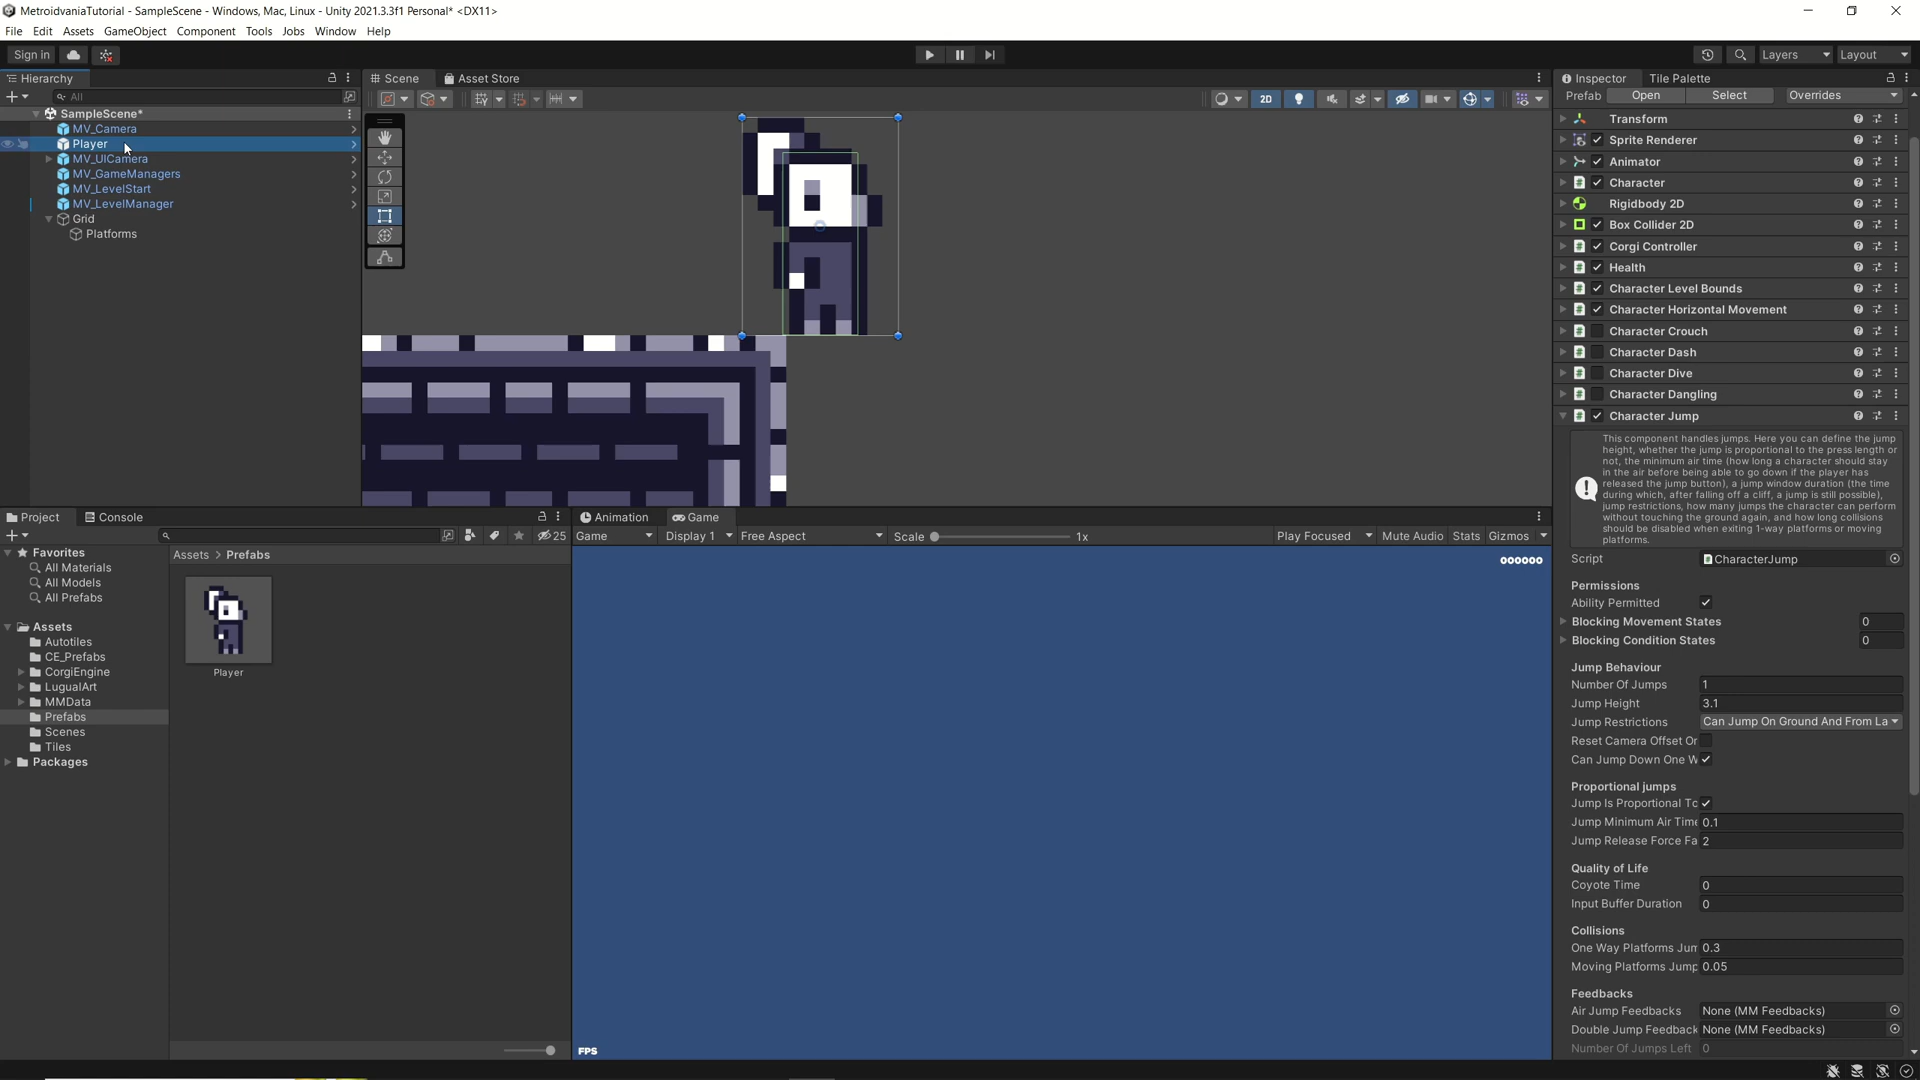 MetroidvaniaTutorial - SampleScene - Windows, Mac, Linux - Unity 2021.3.3f1 Personal* <DX11>
File Edit Assets GameObject Component Tools Jobs Window Help
Sign in Layers Layout
Hierarchy
All
SampleScene*
MV_Camera
Player
MV_UICamera
MV_GameManagers
MV_LevelStart
MV_LevelManager
Grid
Platforms
Scene Asset Store
2D
Inspector Tile Palette
Prefab Open Select Overrides
Transform
Sprite Renderer
Animator
Character
Rigidbody 2D
Box Collider 2D
Corgi Controller
Health
Character Level Bounds
Character Horizontal Movement
Character Crouch
Character Dash
Character Dive
Character Dangling
Character Jump
This component handles jumps. Here you can define the jump
height, whether the jump is proportional to the press length or
not, the minimum air time (how long a character should stay
in the air before being able to go down if the player has
released the jump button), a jump window duration (the time
during which, after falling off a cliff, a jump is still possible),
jump restrictions, how many jumps the character can perform
without touching the ground again, and how long collisions
should be disabled when exiting 1-way platforms or moving
platforms.
Script CharacterJump
Permissions
Ability Permitted
Blocking Movement States 0
Blocking Condition States 0
Jump Behaviour
Number Of Jumps 1
Jump Height 3.1
Jump Restrictions Can Jump On Ground And From La
Reset Camera Offset Or
Can Jump Down One W
Proportional jumps
Jump Is Proportional To
Jump Minimum Air Time 0.1
Jump Release Force Fa 2
Quality of Life
Coyote Time 0
Input Buffer Duration 0
Collisions
One Way Platforms Jum 0.3
Moving Platforms Jump 0.05
Feedbacks
Air Jump Feedbacks None (MM Feedbacks)
Double Jump Feedback None (MM Feedbacks)
Number Of Jumps Left 0
Project Console
25
Favorites
All Materials
All Models
All Prefabs
Assets
Autotiles
CE_Prefabs
CorgiEngine
LugualArt
MMData
Prefabs
Scenes
Tiles
Packages
Assets > Prefabs
Player
Animation Game
Game Display 1 Free Aspect Scale 1x Play Focused Mute Audio Stats Gizmos
000000
FPS